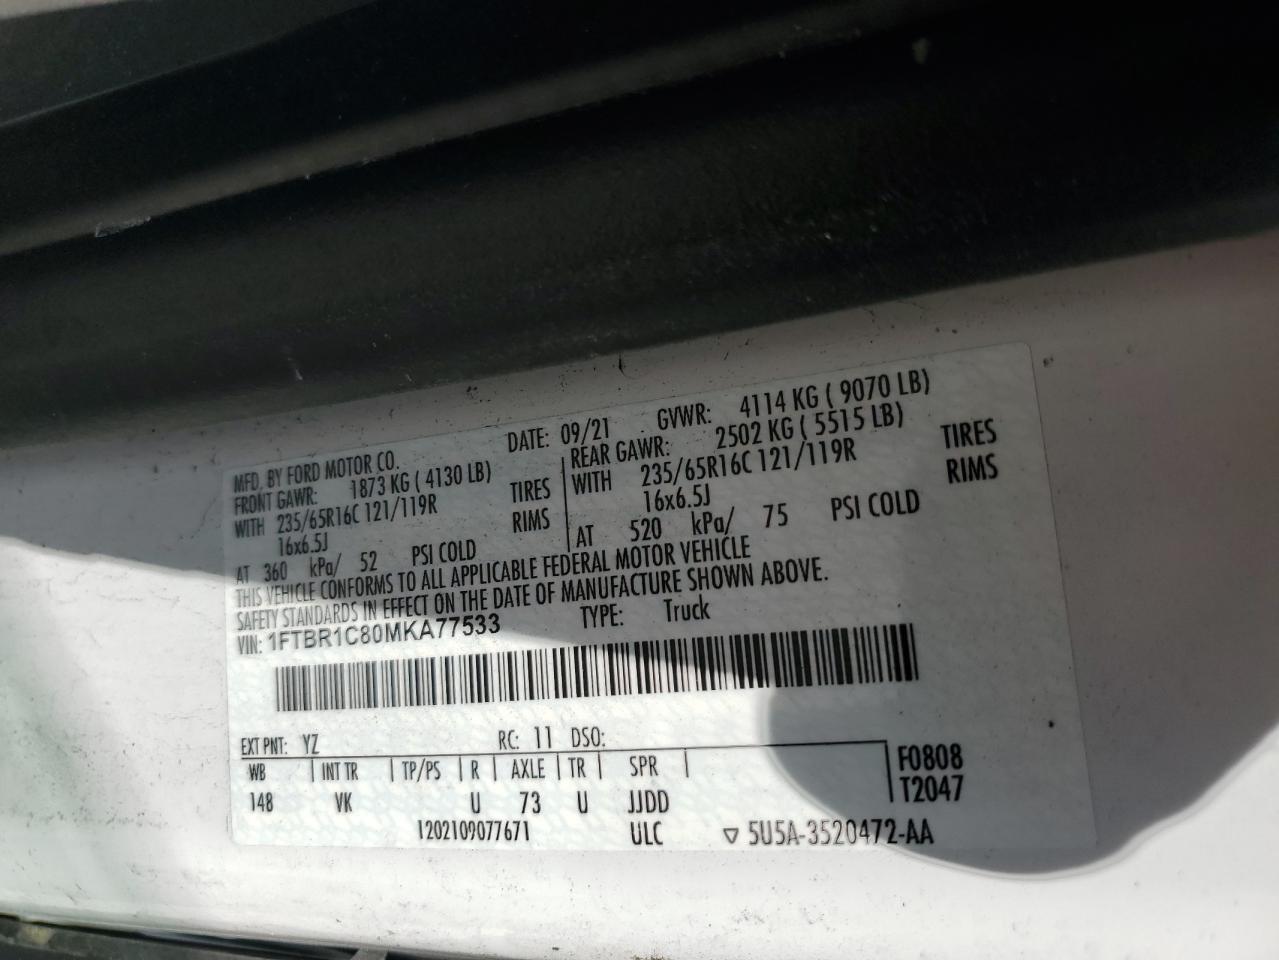 MFD. BY FORD MOTOR CO. DATE: 09/21 GVWR: 4114 KG ( 9070 LB)
FRONT GAWR: 1873 KG ( 4130 LB) REAR GAWR: 2502 KG ( 5515 LB)
WITH 235/65R16C 121/119R TIRES WITH 235/65R16C 121/119R TIRES
16x6.5J RIMS 16x6.5J RIMS
AT 360 kPa/ 52 PSI COLD AT 520 kPa/ 75 PSI COLD
THIS VEHICLE CONFORMS TO ALL APPLICABLE FEDERAL MOTOR VEHICLE
SAFETY STANDARDS IN EFFECT ON THE DATE OF MANUFACTURE SHOWN ABOVE.
VIN: 1FTBR1C80MKA77533 TYPE: Truck
EXT PNT: YZ RC: 11 DSO:
WB INT TR TP/PS R AXLE TR SPR F0808
148 VK U 73 U JJDD T2047
1202109077671 ULC ▽ 5U5A-3520472-AA